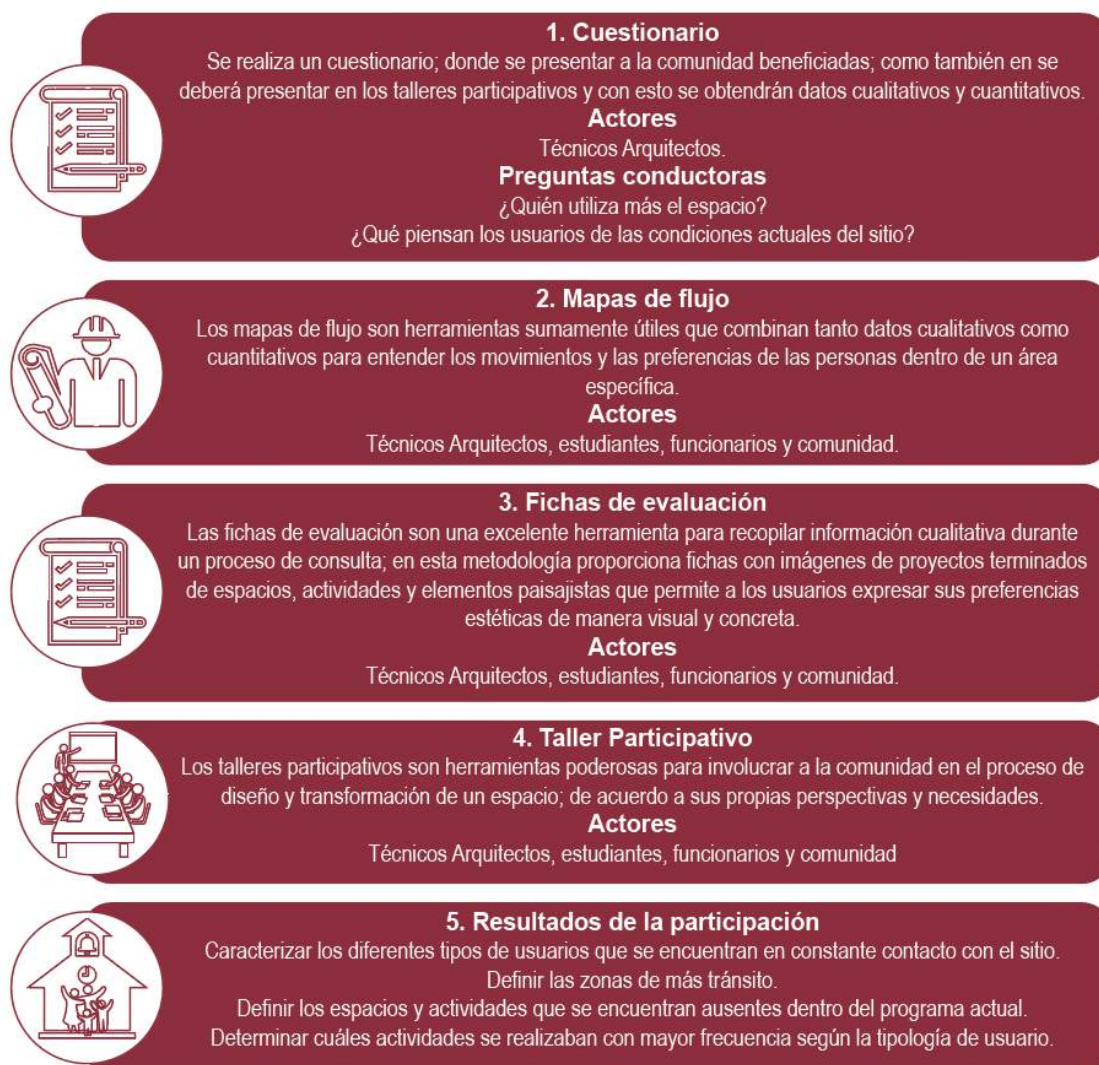 1. Cuestionario
Se realiza un cuestionario; donde se presentar a la comunidad beneficiadas; como también en se
deberá presentar en los talleres participativos y con esto se obtendrán datos cualitativos y cuantitativos.
Actores
Técnicos Arquitectos.
Preguntas conductoras
¿Quién utiliza más el espacio?
¿Qué piensan los usuarios de las condiciones actuales del sitio?
2. Mapas de flujo
Los mapas de flujo son herramientas sumamente útiles que combinan tanto datos cualitativos como
cuantitativos para entender los movimientos y las preferencias de las personas dentro de un área
específica.
Actores
Técnicos Arquitectos, estudiantes, funcionarios y comunidad.
3. Fichas de evaluación
Las fichas de evaluación son una excelente herramienta para recopilar información cualitativa durante
un proceso de consulta; en esta metodología proporciona fichas con imágenes de proyectos terminados
de espacios, actividades y elementos paisajistas que permite a los usuarios expresar sus preferencias
estéticas de manera visual y concreta.
Actores
Técnicos Arquitectos, estudiantes, funcionarios y comunidad.
4. Taller Participativo
Los talleres participativos son herramientas poderosas para involucrar a la comunidad en el proceso de
diseño y transformación de un espacio; de acuerdo a sus propias perspectivas y necesidades.
Actores
Técnicos Arquitectos, estudiantes, funcionarios y comunidad
5. Resultados de la participación
Caracterizar los diferentes tipos de usuarios que se encuentran en constante contacto con el sitio.
Definir las zonas de más tránsito.
Definir los espacios y actividades que se encuentran ausentes dentro del programa actual.
Determinar cuáles actividades se realizaban con mayor frecuencia según la tipología de usuario.